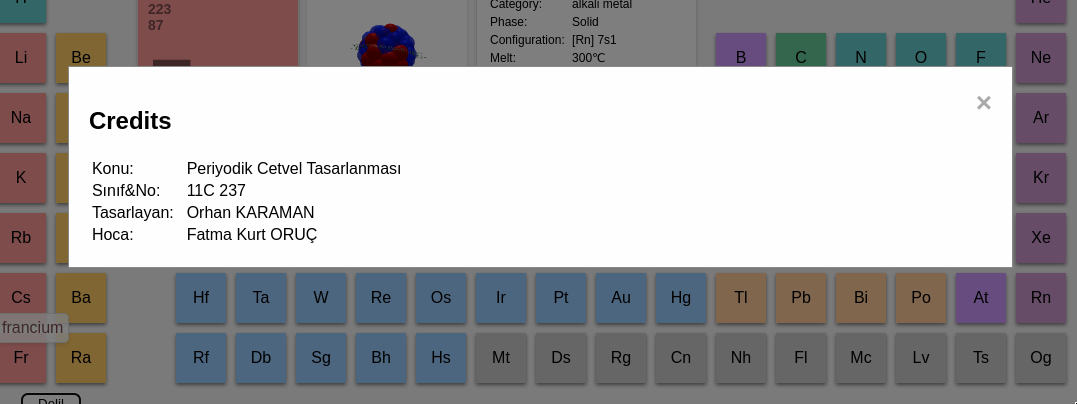 H
223
87
Category: alkali metal
Phase: Solid
Configuration: [Rn] 7s1
Melt: 300℃
He
Li Be B C N O F Ne
Credits
×
Konu: Periyodik Cetvel Tasarlanması
Sınıf&No: 11C 237
Tasarlayan: Orhan KARAMAN
Hoca: Fatma Kurt ORUÇ
Na Ar
K Kr
Rb Xe
Cs Ba Hf Ta W Re Os Ir Pt Au Hg Tl Pb Bi Po At Rn
francium
Fr Ra Rf Db Sg Bh Hs Mt Ds Rg Cn Nh Fl Mc Lv Ts Og